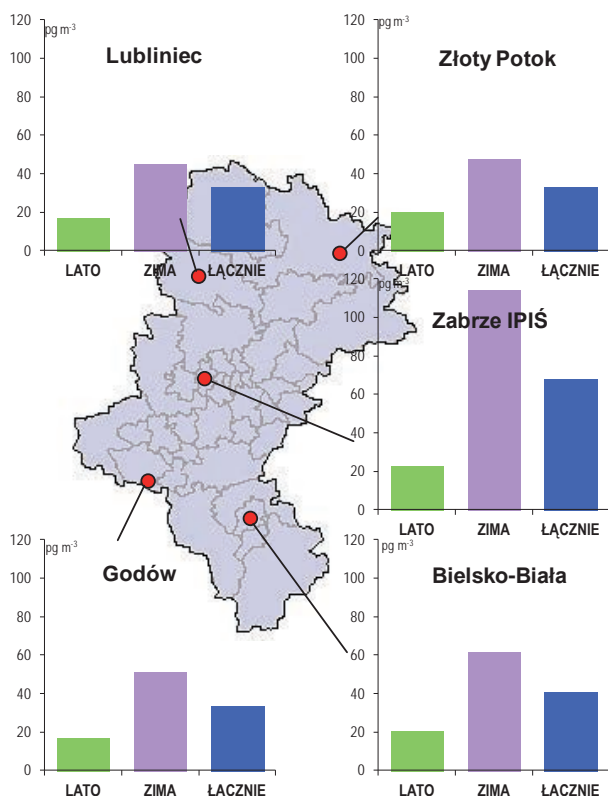 120
100
80
60
40
20
0
pg m-3
Lubliniec
LATO ZIMA ŁĄCZNIE
120
100
80
60
40
20
0
pg m-3
Złoty Potok
LATO ZIMA ŁĄCZNIE
120
100
80
60
40
20
0
pg m-3
Zabrze IPIŚ
LATO ZIMA ŁĄCZNIE
120
100
80
60
40
20
0
pg m-3
Godów
LATO ZIMA ŁĄCZNIE
120
100
80
60
40
20
0
pg m-3
Bielsko-Biała
LATO ZIMA ŁĄCZNIE